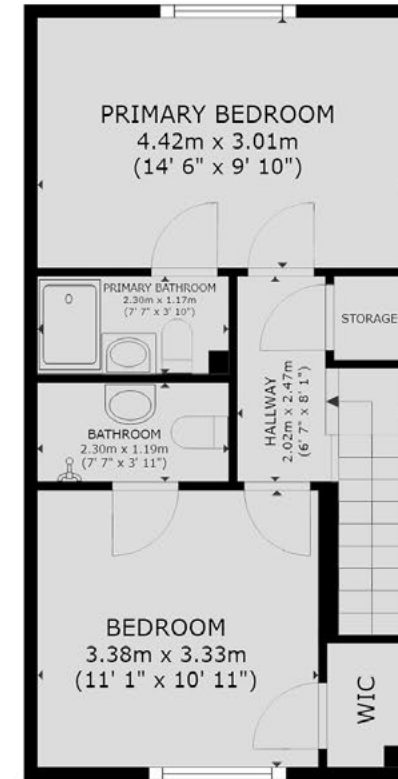 PRIMARY BEDROOM
4.42m x 3.01m
(14' 6" x 9' 10")
PRIMARY BATHROOM
2.30m x 1.17m
(7' 7" x 3' 10")
STORAGE
HALLWAY
2.02m x 2.47m
(6' 7" x 8' 1")
BATHROOM
2.30m x 1.19m
(7' 7" x 3' 11")
BEDROOM
3.38m x 3.33m
(11' 1" x 10' 11")
WIC